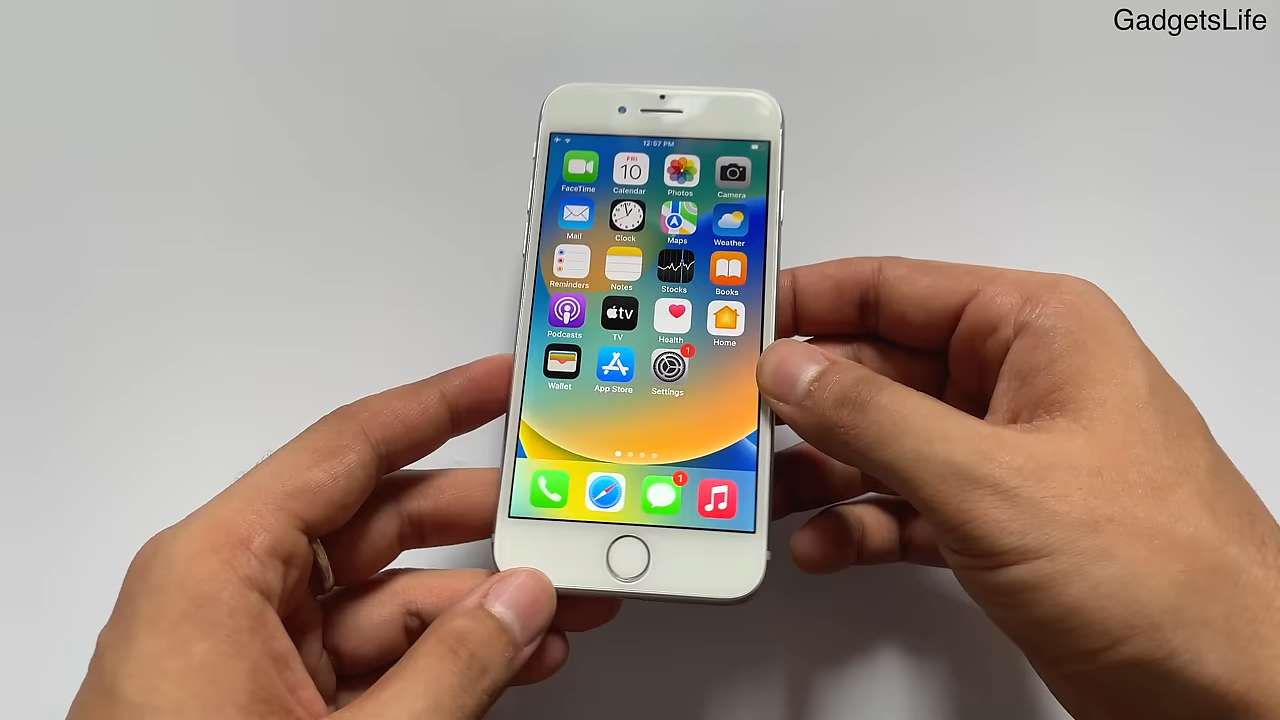 GadgetsLife
12:57 PM
FRI
10
FaceTime
Calendar
Photos
Camera
Mail
Clock
Maps
Weather
Reminders
Notes
Stocks
Books
tv
Podcasts
TV
Health
Home
1
Wallet
App Store
Settings
1